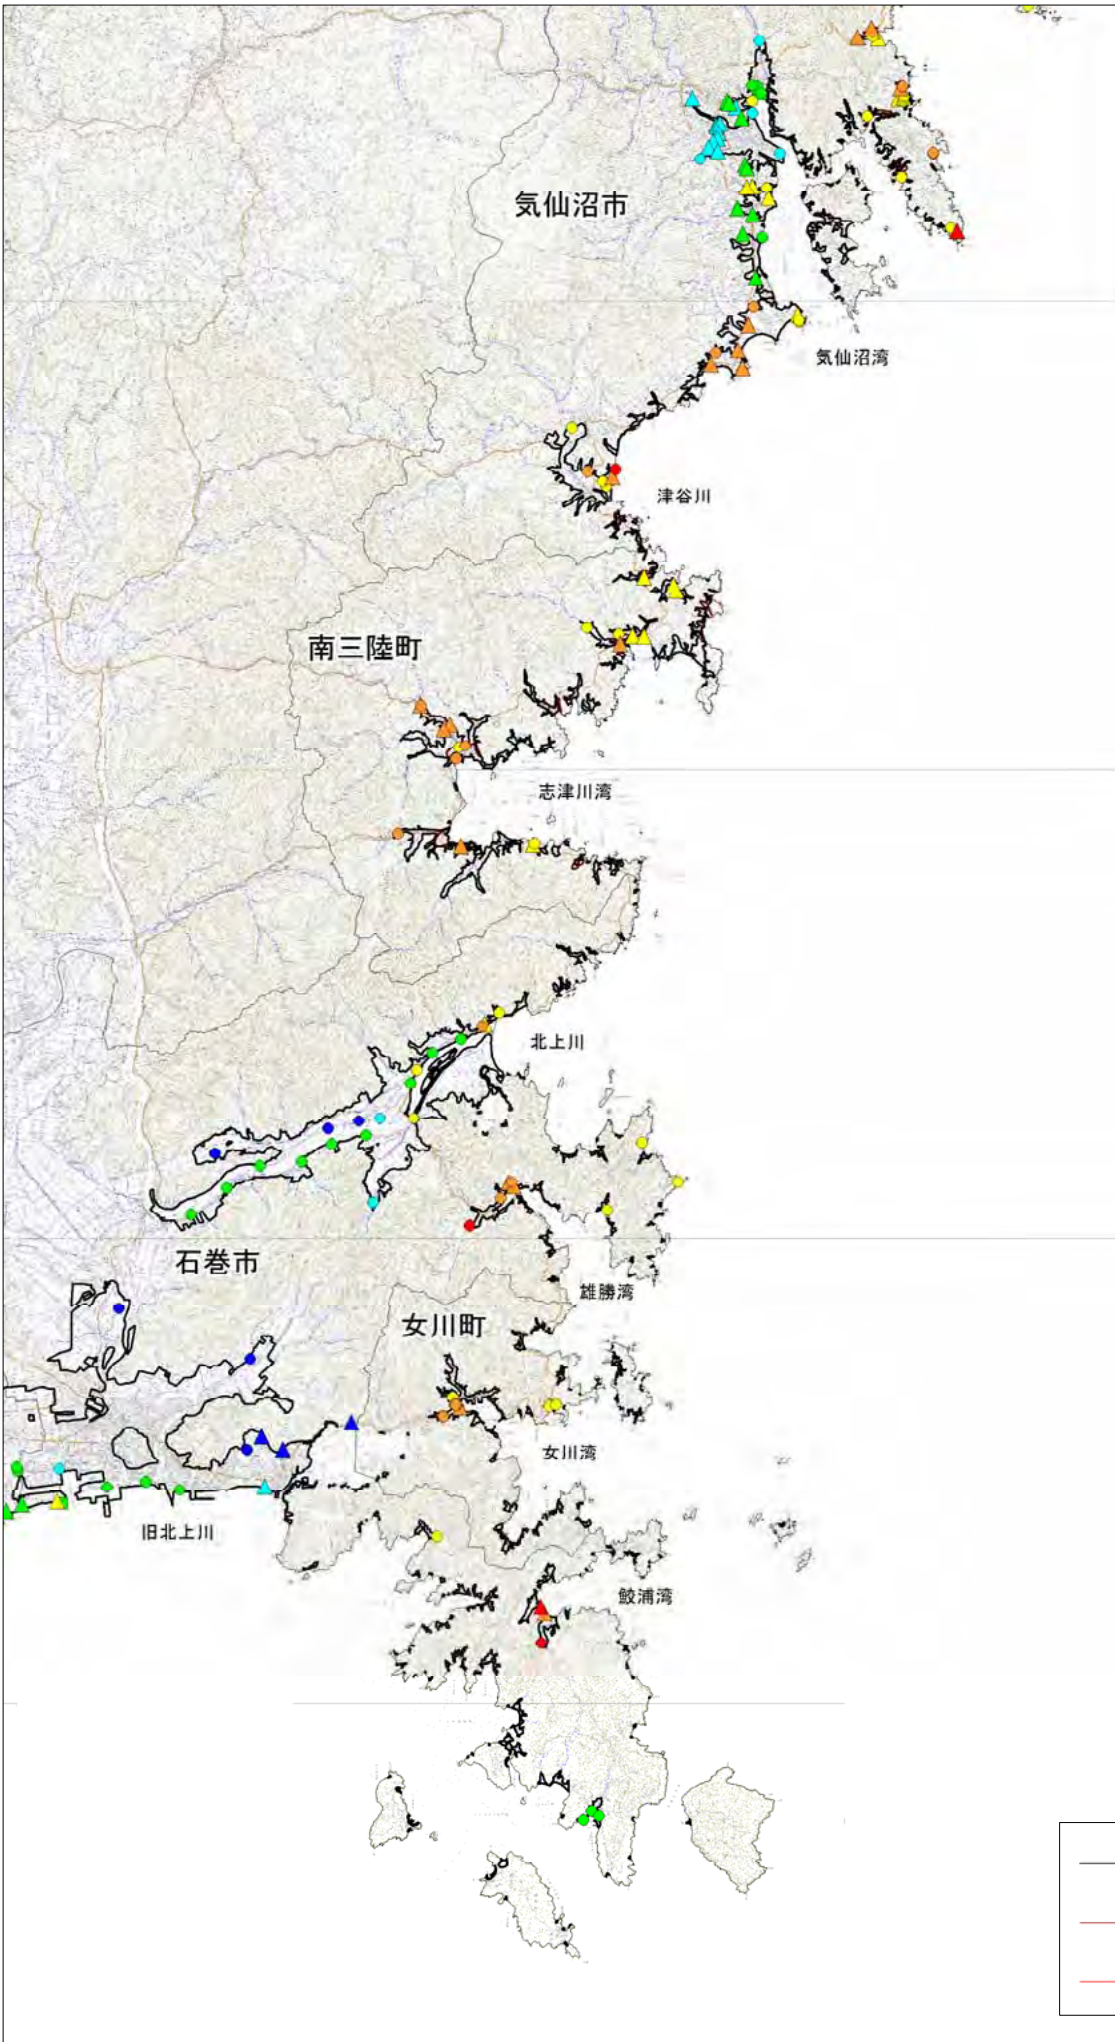 気仙沼市
気仙沼湾
津谷川
南三陸町
志津川湾
北上川
石巻市
雄勝湾
女川町
女川湾
旧北上川
鮫浦湾